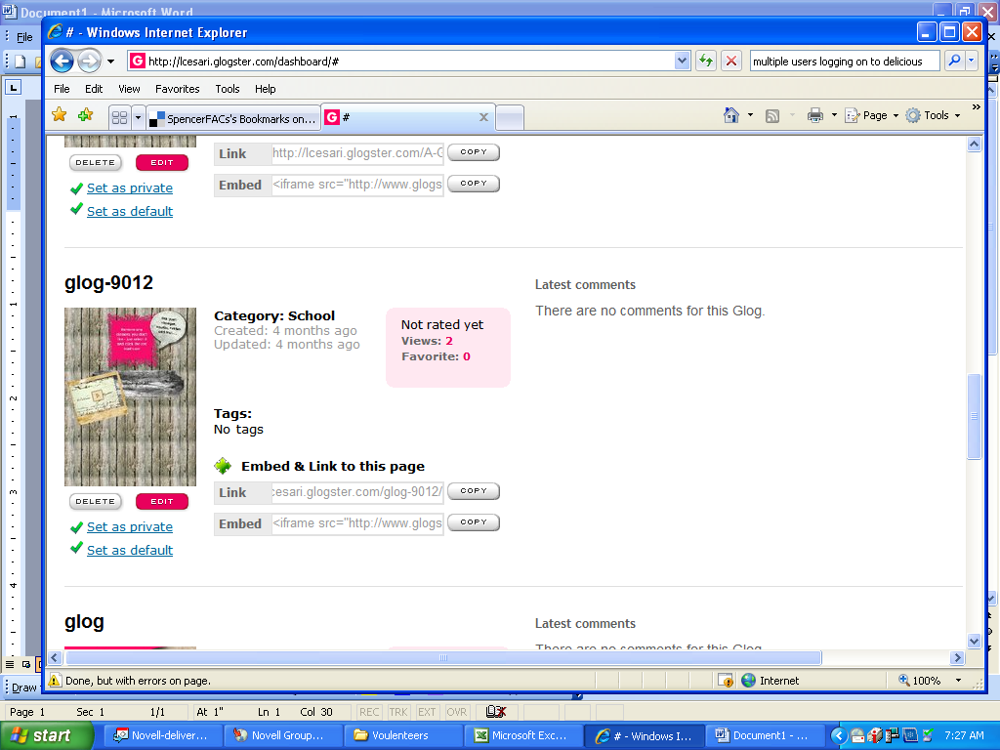 Document1 - Microsoft Word
File
# - Windows Internet Explorer
http://lcesari.glogster.com/dashboard/#
multiple users logging on to delicious
File Edit View Favorites Tools Help
SpencerFACs's Bookmarks on...
#
Page
Tools
DELETE EDIT
Set as private
Set as default
Link http://lcesari.glogster.com/A-G COPY
Embed <iframe src="http://www.glogs COPY
glog-9012
Latest comments
There are no comments for this Glog.
Category: School
Created: 4 months ago
Updated: 4 months ago
Not rated yet
Views: 2
Favorite: 0
Tags:
No tags
Embed & Link to this page
Link cesari.glogster.com/glog-9012/ COPY
Embed <iframe src="http://www.glogs COPY
DELETE EDIT
Set as private
Set as default
glog
Latest comments
There are no comments for this Glog.
Done, but with errors on page.
Internet
100%
Draw
Page 1 Sec 1 1/1 At 1" Ln 1 Col 30 REC TRK EXT OVR
start
Novell-deliver...
Novell Group...
Voulenteers
Microsoft Exc...
# - Windows I...
Document1 - ...
7:27 AM